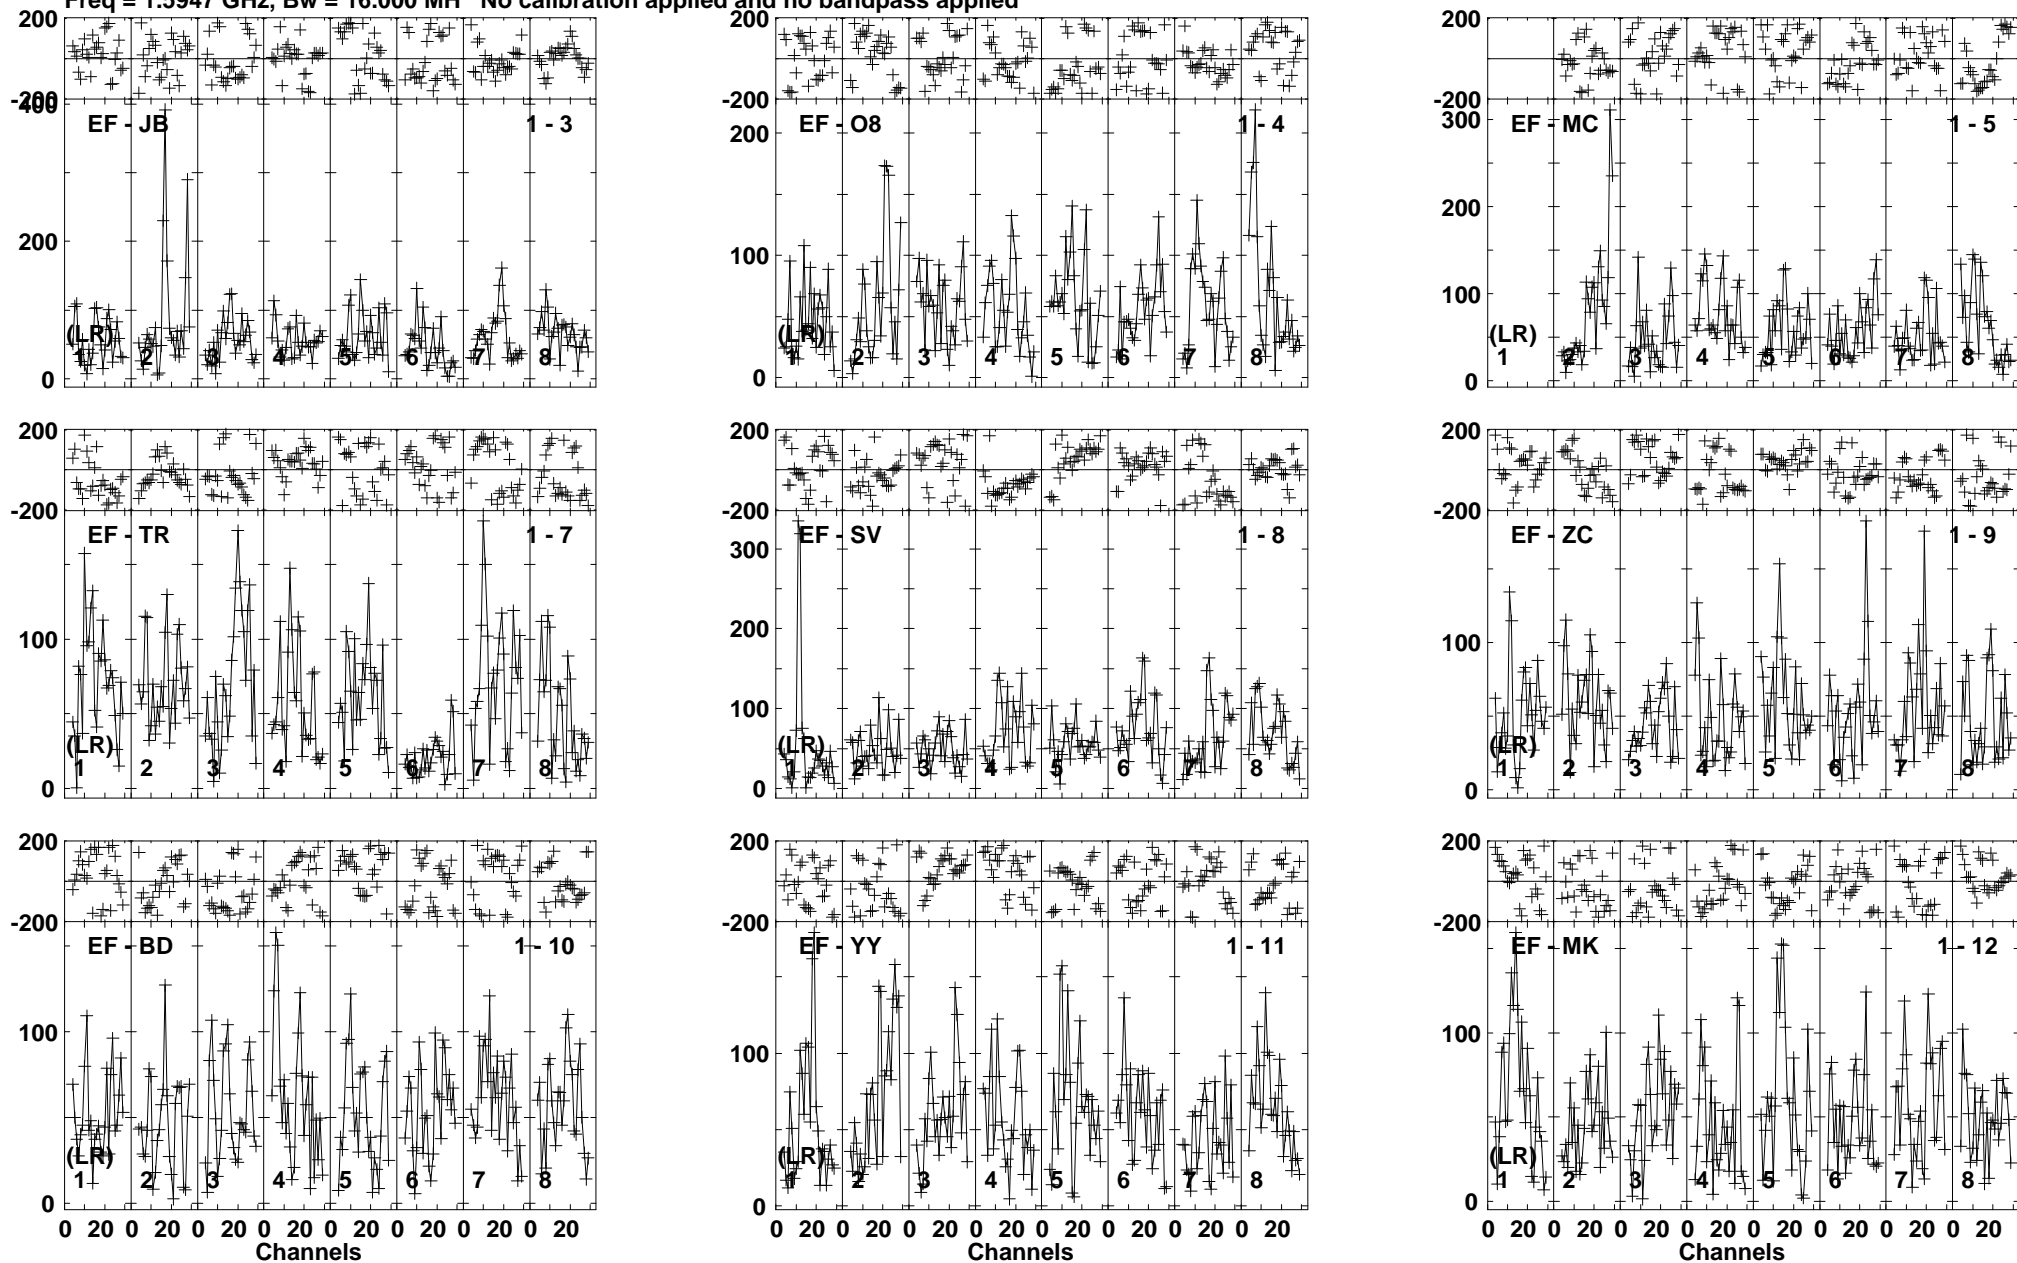 Freq = 1.5947 GHz, Bw = 16.000 MH No calibration applied and no bandpass applied
200 200 200
-200 -200 -200
400 EF - JB 1 - 3 EF - O8 1 - 4 EF - MC 1 - 5
300
200
200
200
100
100
(LR) (LR) (LR)
1 2 3 4 5 6 7 8 1 2 3 4 5 6 7 8 1 2 3 4 5 6 7 8
0 0 0
200 200 200
-200 -200 -200
EF - TR 1 - 7 EF - SV 1 - 8 EF - ZC 1 - 9
300
200
100 100 100
(LR) (LR) (LR)
1 2 3 4 5 6 7 8 1 2 3 4 5 6 7 8 1 2 3 4 5 6 7 8
0 0 0
200 200 200
-200 -200 -200
EF - BD 1 - 10 EF - YY 1 - 11 EF - MK 1 - 12
100 100 100
(LR) (LR) (LR)
1 2 3 4 5 6 7 8 1 2 3 4 5 6 7 8 1 2 3 4 5 6 7 8
0 0 0
0 20 0 20 0 20 0 20 0 20 0 20 0 20 0 20 0 20 0 20 0 20 0 20 0 20 0 20 0 20 0 20 0 20 0 20 0 20 0 20 0 20 0 20 0 20 0 20
Channels Channels Channels